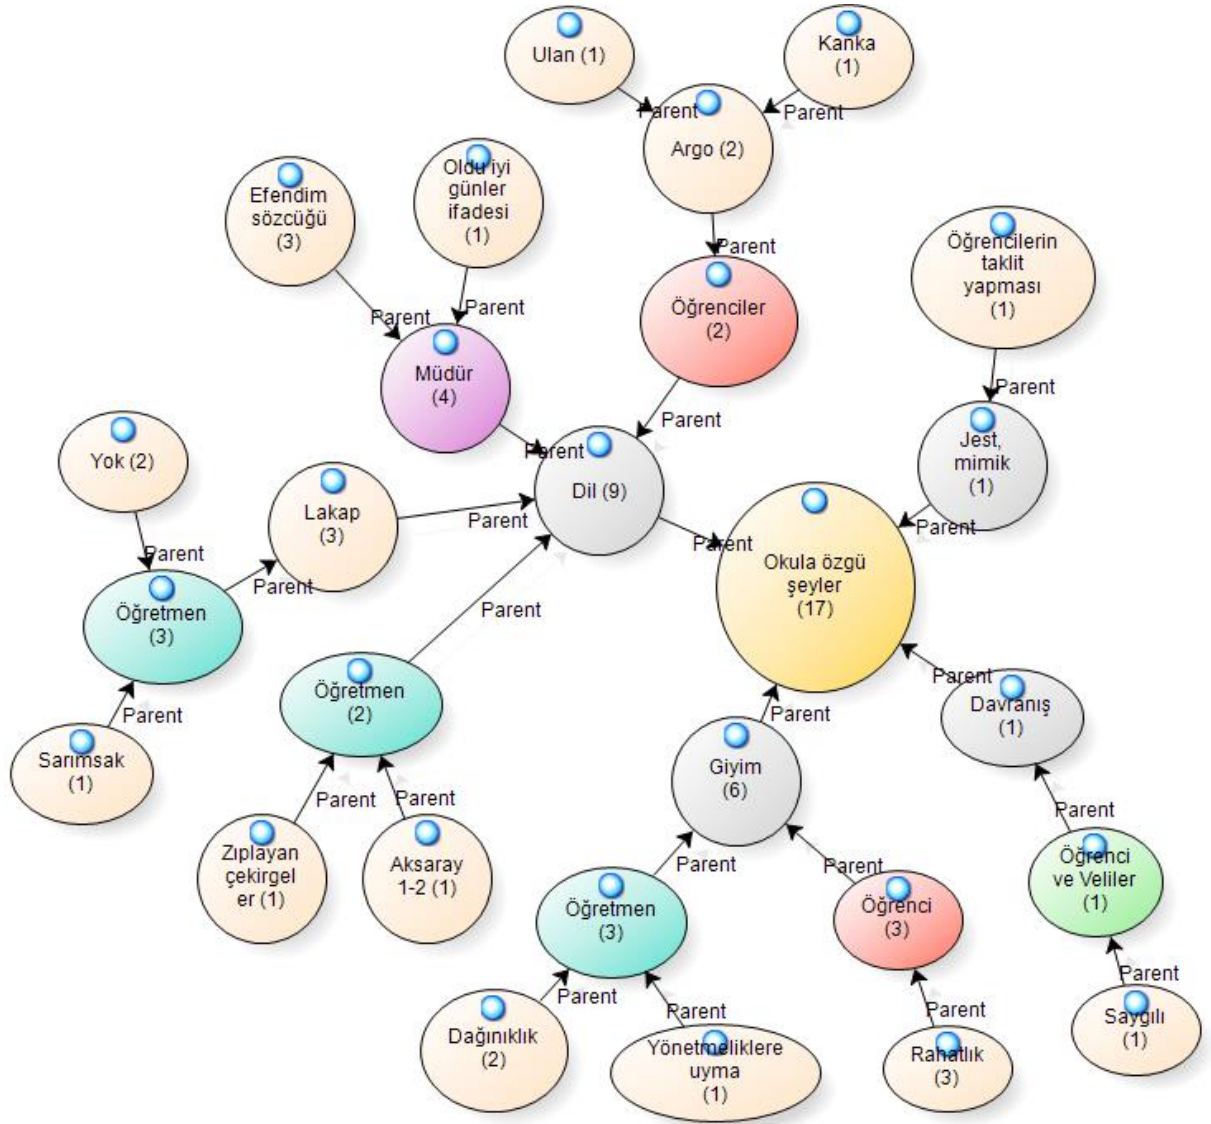 Ulan (1)
Kanka
(1)
Parent
Parent
Argo (2)
Efendim
sözcüğü
(3)
Oldu iyi
günler
ifadesi
(1)
Parent
Öğrencilerin
taklit
yapması
(1)
Parent
Parent
Öğrenciler
(2)
Müdür
(4)
Parent
Parent
Jest,
mimik
(1)
Yok (2)
Parent
Dil (9)
Lakap
(3)
Parent
Parent
Parent
Okula özgü
şeyler
(17)
Parent
Parent
Öğretmen
(3)
Parent
Öğretmen
(2)
Parent
Davranış
(1)
Parent
Parent
Sarımsak
(1)
Giyim
(6)
Parent
Parent
Parent
Zıplayan
çekirgel
er (1)
Aksaray
1-2 (1)
Parent
Parent
Öğrenci
ve Veliler
(1)
Öğretmen
(3)
Öğrenci
(3)
Parent
Parent
Parent
Parent
Dağınıklık
(2)
Yönetmeliklere
uyma
(1)
Rahatlık
(3)
Saygılı
(1)